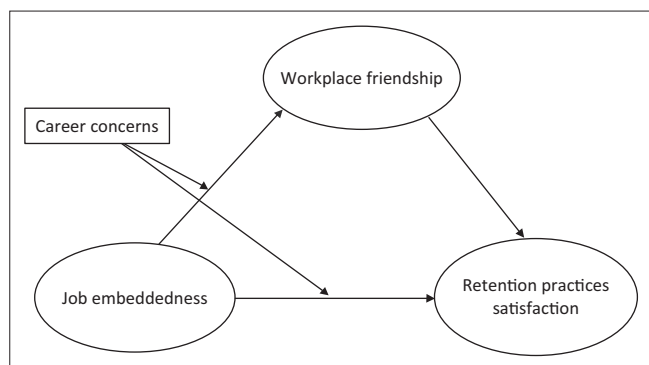 Workplace friendship
Career concerns
Job embeddedness
Retention practices
satisfaction